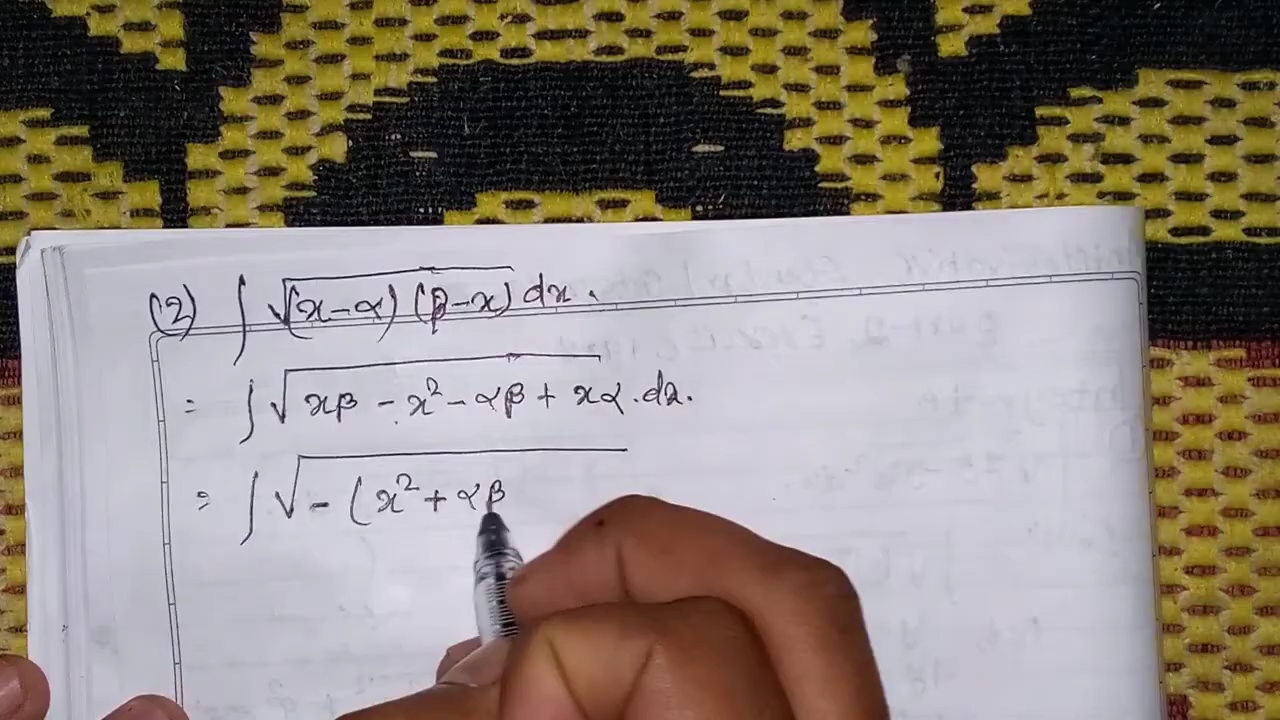 (2) ∫ √(x-α) (β-x) dx.
= ∫ √xβ - x² - αβ + xα . dx.
= ∫ √-(x² + αβ